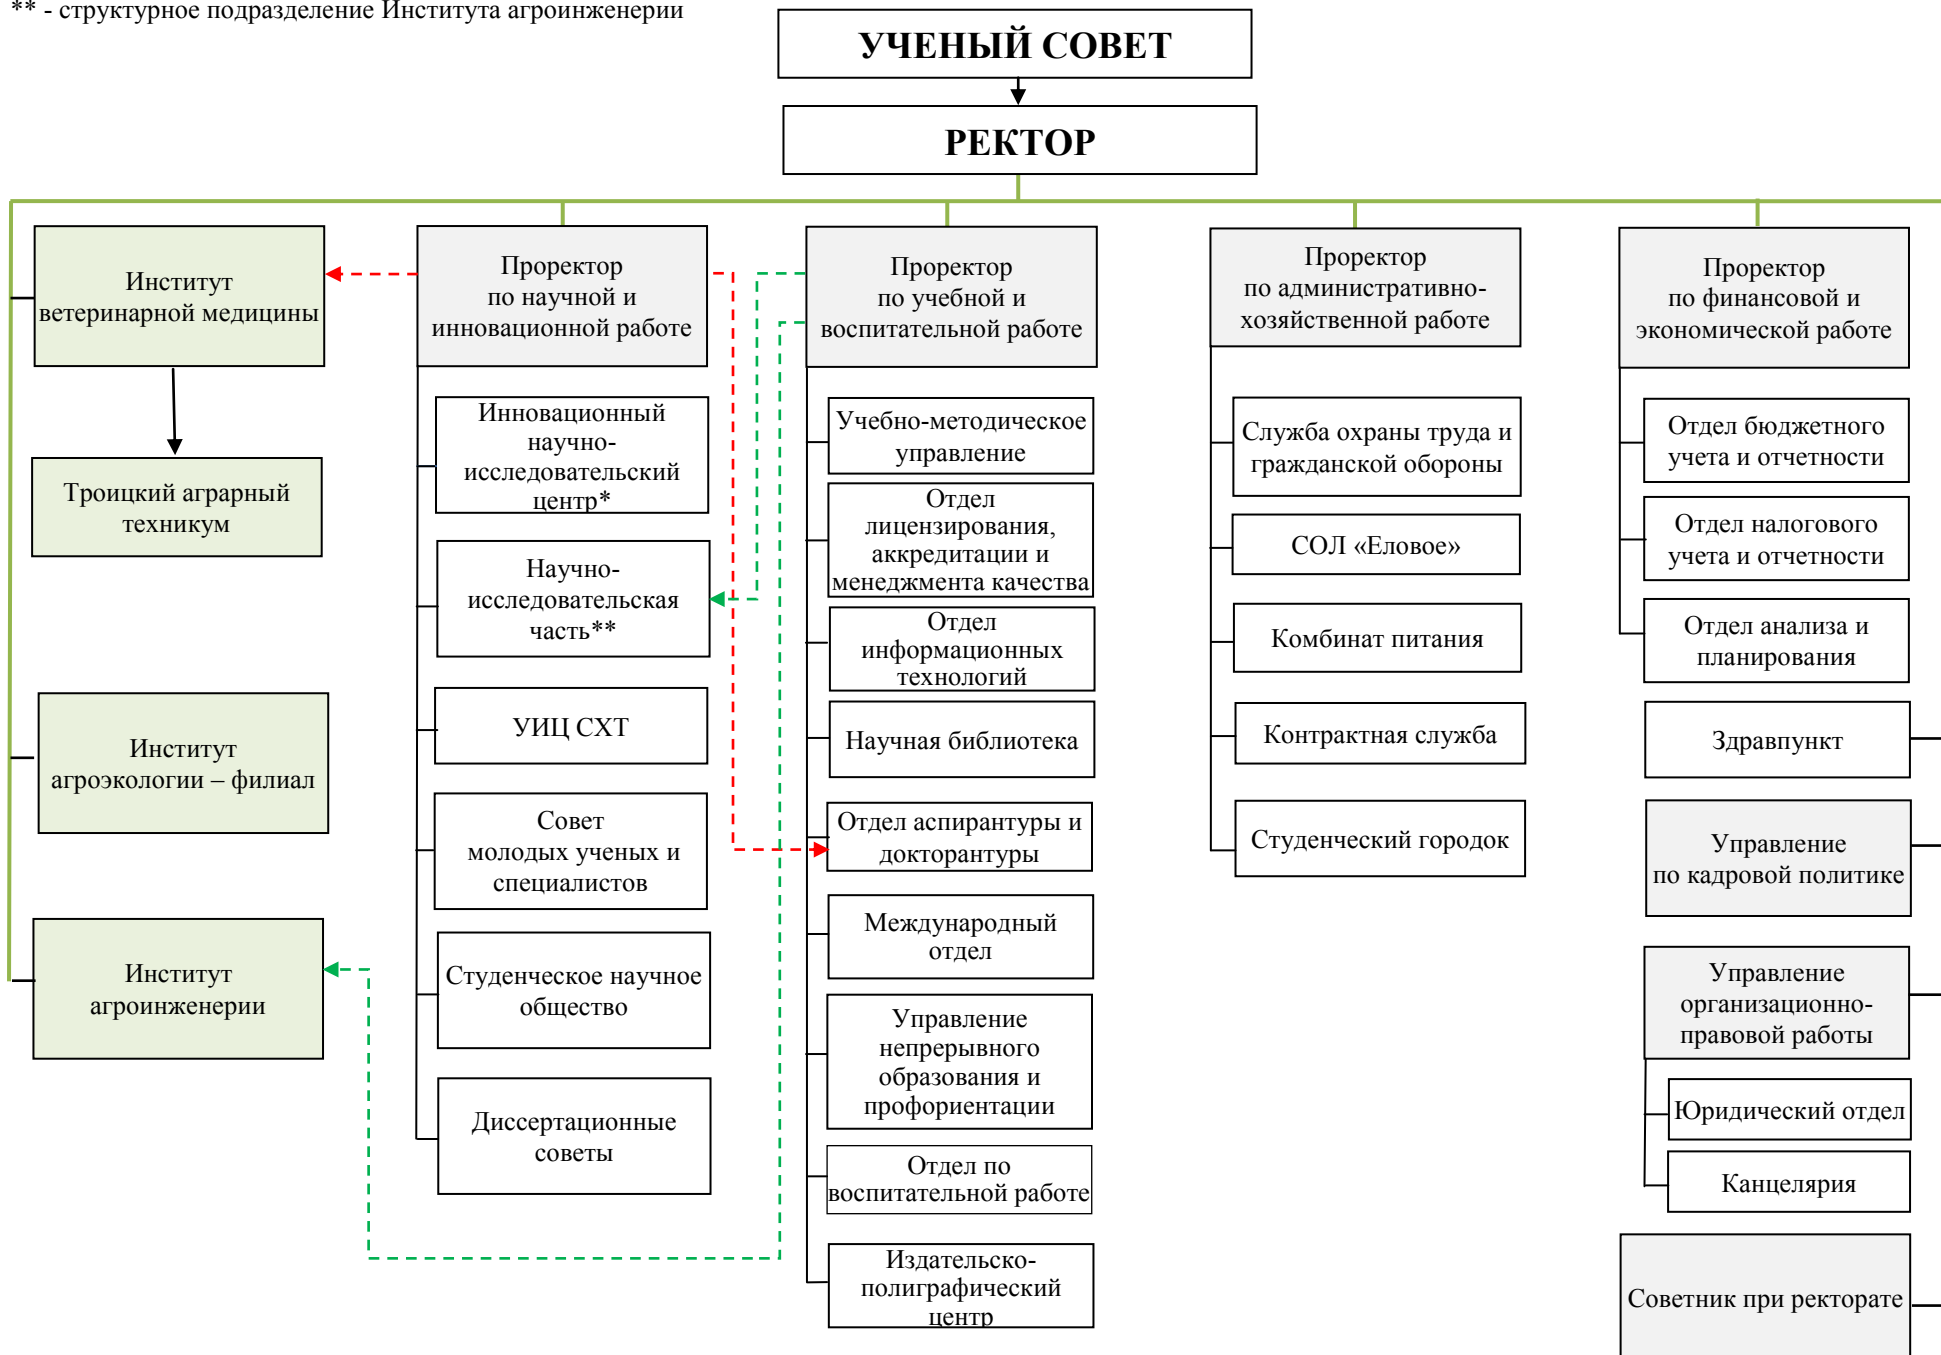 ** - структурное подразделение Института агроинженерии
УЧЕНЫЙ СОВЕТ
РЕКТОР
Институт
ветеринарной медицины
Троицкий аграрный
техникум
Институт
агроэкологии – филиал
Институт
агроинженерии
Проректор
по научной и
инновационной работе
Инновационный
научно-
исследовательский
центр*
Научно-
исследовательская
часть**
УИЦ СХТ
Совет
молодых ученых и
специалистов
Студенческое научное
общество
Диссертационные
советы
Проректор
по учебной и
воспитательной работе
Учебно-методическое
управление
Отдел
лицензирования,
аккредитации и
менеджмента качества
Отдел
информационных
технологий
Научная библиотека
Отдел аспирантуры и
докторантуры
Международный
отдел
Управление
непрерывного
образования и
профориентации
Отдел по
воспитательной работе
Издательско-
полиграфический
центр
Проректор
по административно-
хозяйственной работе
Служба охраны труда и
гражданской обороны
СОЛ «Еловое»
Комбинат питания
Контрактная служба
Студенческий городок
Проректор
по финансовой и
экономической работе
Отдел бюджетного
учета и отчетности
Отдел налогового
учета и отчетности
Отдел анализа и
планирования
Здравпункт
Управление
по кадровой политике
Управление
организационно-
правовой работы
Юридический отдел
Канцелярия
Советник при ректорате